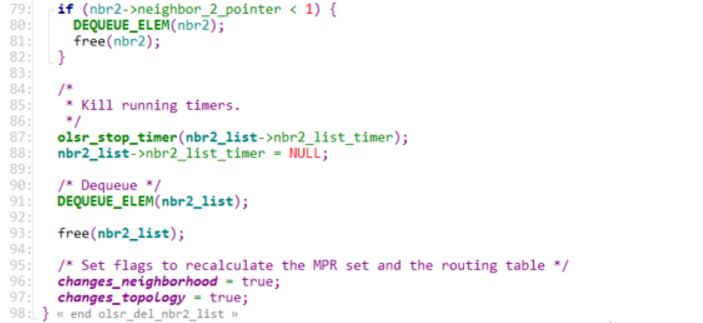 79: if (nbr2->neighbor_2_pointer < 1) {
80: DEQUEUE_ELEM(nbr2);
81: free(nbr2);
82: }
83:
84: /*
85: * Kill running timers.
86: */
87: olsr_stop_timer(nbr2_list->nbr2_list_timer);
88: nbr2_list->nbr2_list_timer = NULL;
89:
90: /* Dequeue */
91: DEQUEUE_ELEM(nbr2_list);
92:
93: free(nbr2_list);
94:
95: /* Set flags to recalculate the MPR set and the routing table */
96: changes_neighborhood = true;
97: changes_topology = true;
98: } « end olsr_del_nbr2_list »